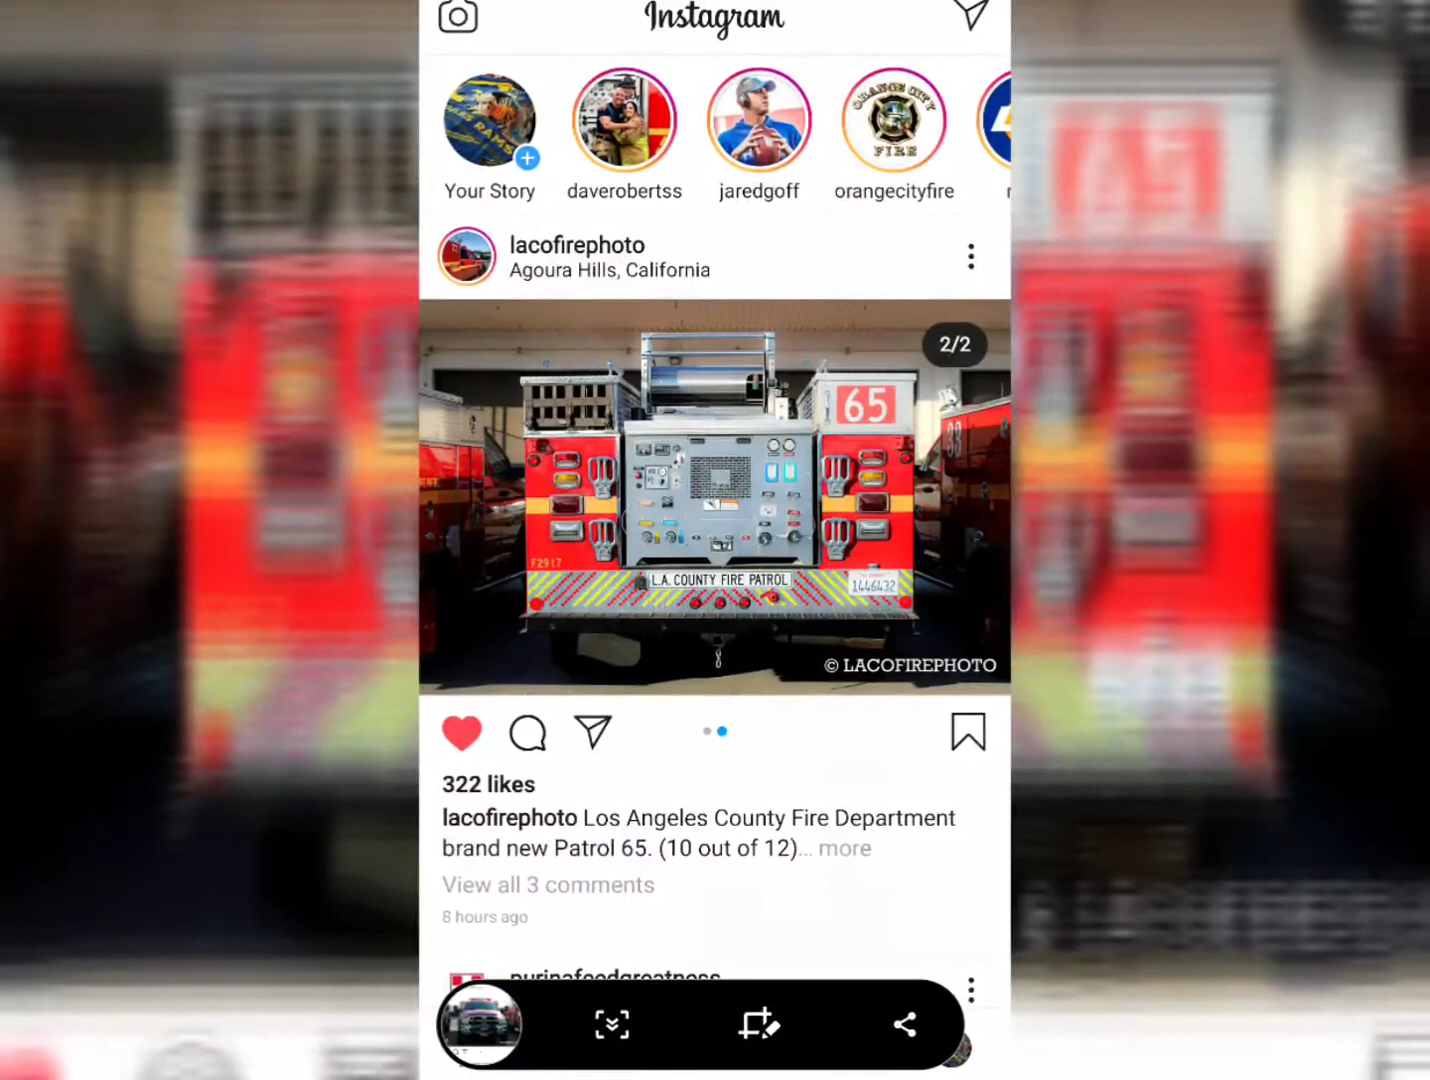 Instagram
Your Story
daverobertss
jaredgoff
ORANGE CITY
FIRE
orangecityfire
lacofirephoto
Agoura Hills, California
2/2
65
33
F2917
L.A. COUNTY FIRE PATROL
1446432
© LACOFIREPHOTO
322 likes
lacofirephoto Los Angeles County Fire Department
brand new Patrol 65. (10 out of 12)... more
View all 3 comments
8 hours ago
purinafeedgreatness